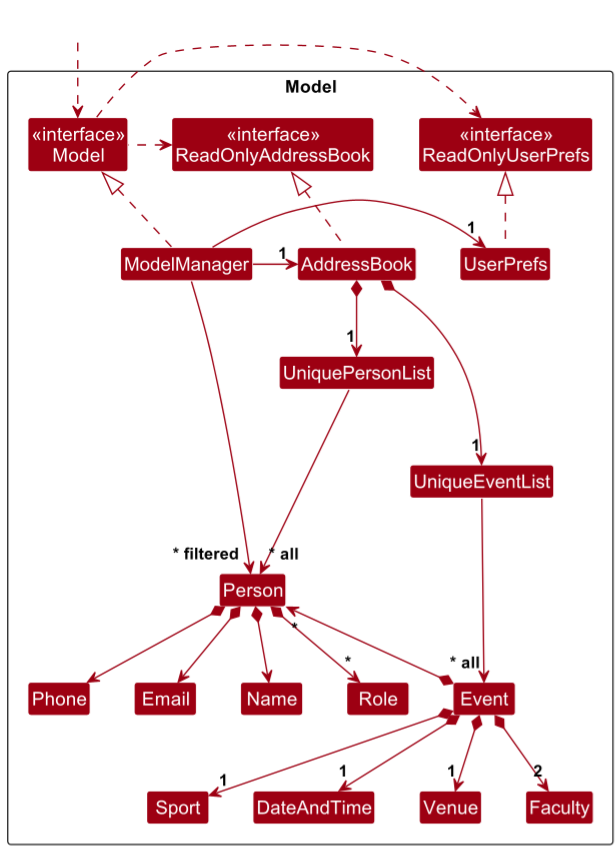 Model
«interface»
Model
«interface»
ReadOnlyAddressBook
«interface»
ReadOnlyUserPrefs
1
ModelManager
1
AddressBook
UserPrefs
1
UniquePersonList
1
UniqueEventList
* filtered
* all
Person
*
*
* all
Phone
Email
Name
Role
Event
1
1
1
2
Sport
DateAndTime
Venue
Faculty